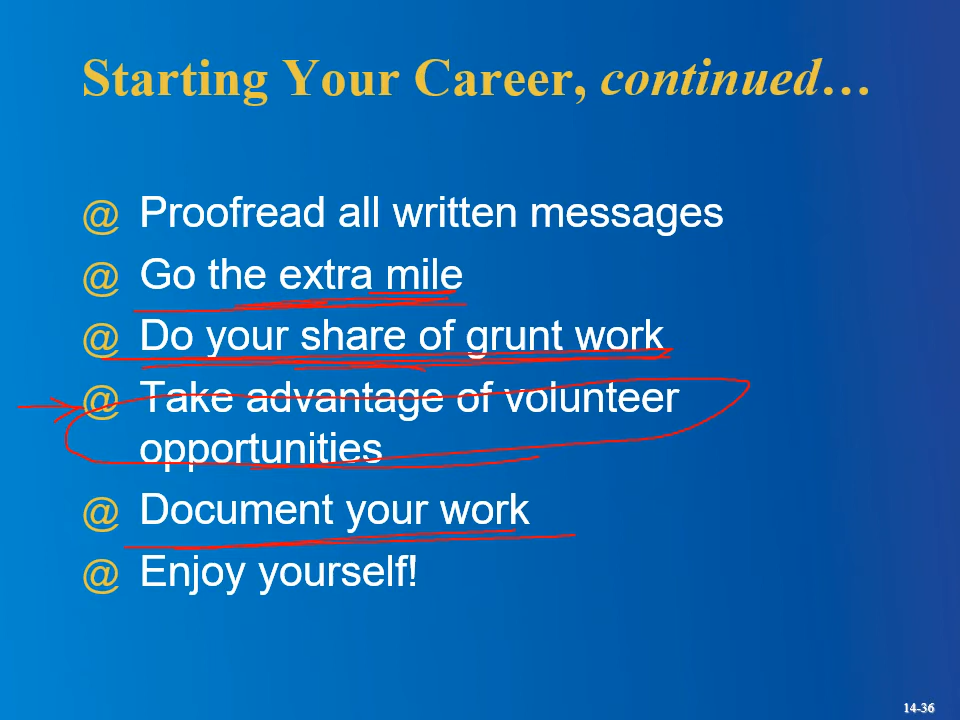 Starting Your Career, continued…
@ Proofread all written messages
@ Go the extra mile
@ Do your share of grunt work
@ Take advantage of volunteer
opportunities
@ Document your work
@ Enjoy yourself!
14-36